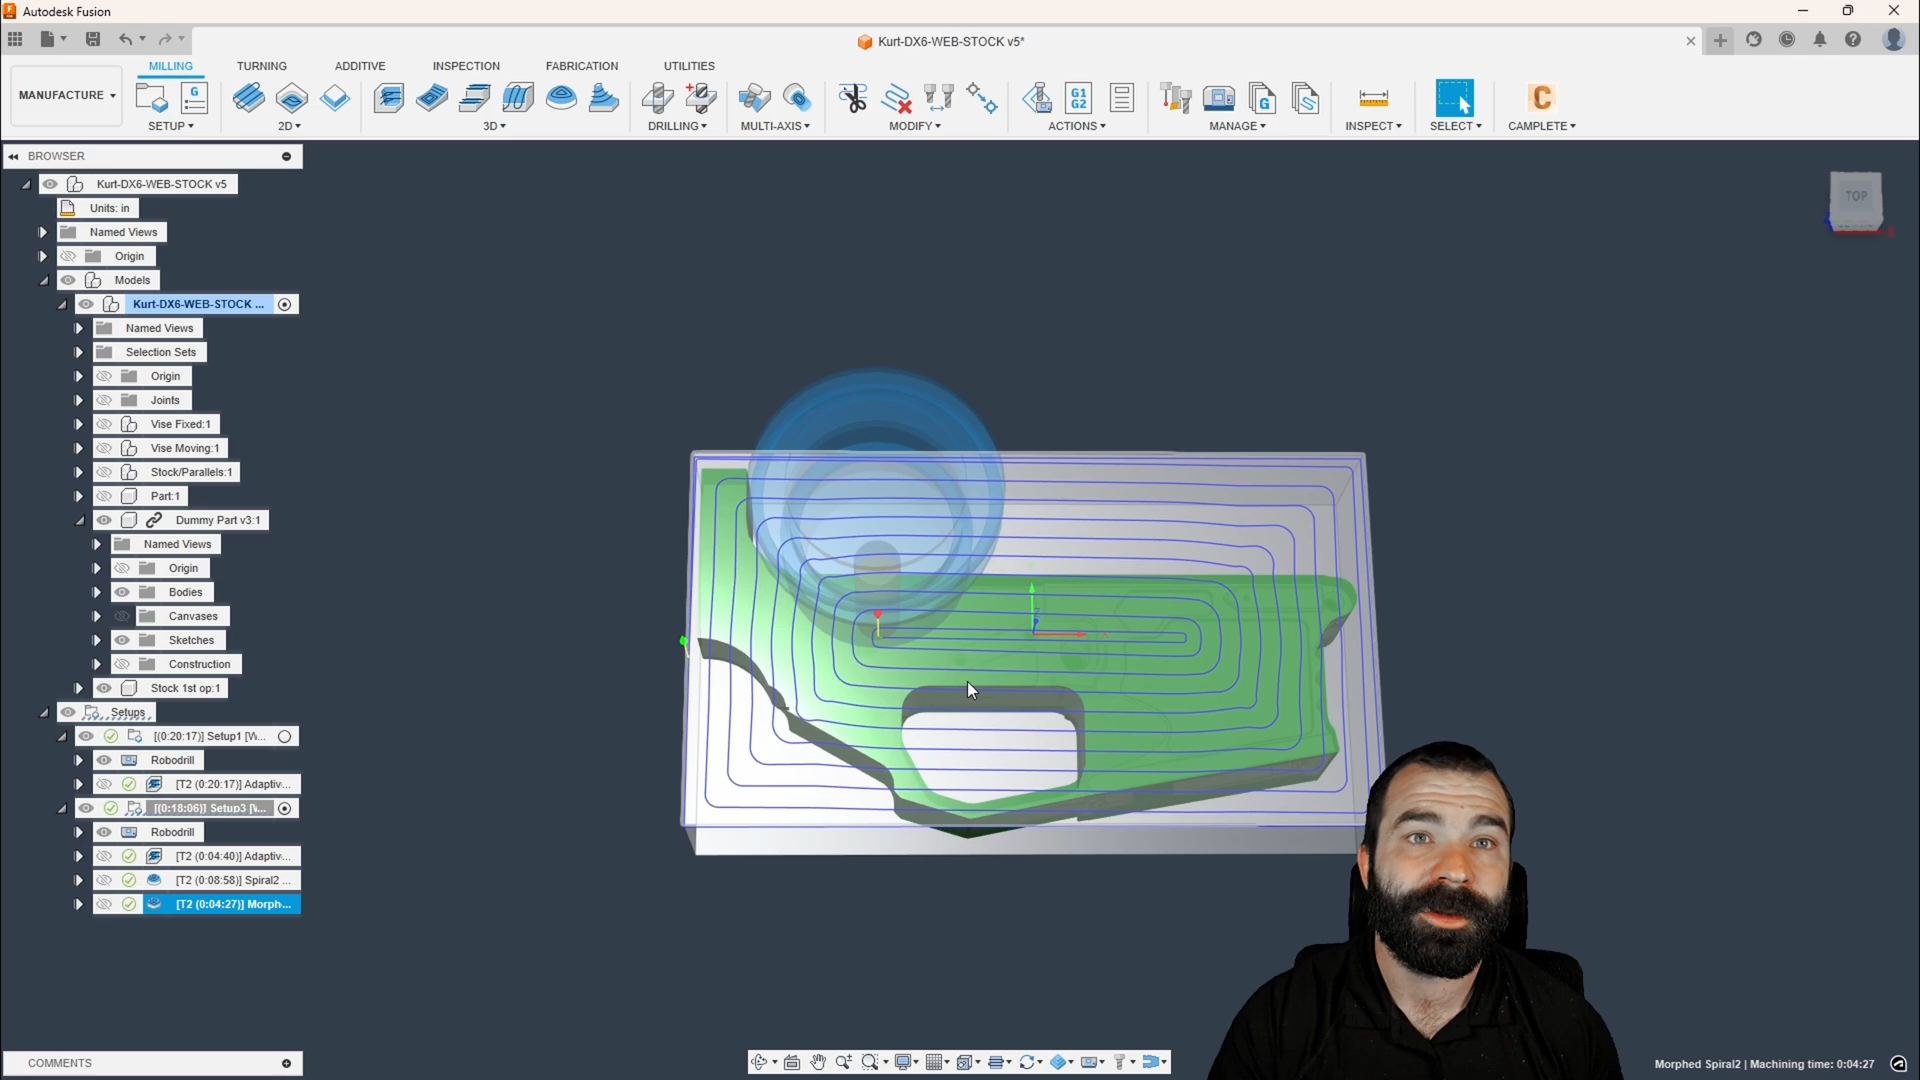 Autodesk Fusion
Kurt-DX6-WEB-STOCK v5*
MANUFACTURE
MILLING
TURNING
ADDITIVE
INSPECTION
FABRICATION
UTILITIES
G
G1
G2
G
C
SETUP
2D
3D
DRILLING
MULTI-AXIS
MODIFY
ACTIONS
MANAGE
INSPECT
SELECT
CAMPLETE
BROWSER
Kurt-DX6-WEB-STOCK v5
Units: in
Named Views
Origin
Models
Kurt-DX6-WEB-STOCK ...
Named Views
Selection Sets
Origin
Joints
Vise Fixed:1
Vise Moving:1
Stock/Parallels:1
Part:1
Dummy Part v3:1
Named Views
Origin
Bodies
Canvases
Sketches
Construction
Stock 1st op:1
Setups
[(0:20:17)] Setup1 [W...
Robodrill
[T2 (0:20:17)] Adaptiv...
[(0:18:06)] Setup3 [W...
Robodrill
[T2 (0:04:40)] Adaptiv...
[T2 (0:08:58)] Spiral2 ...
[T2 (0:04:27)] Morph...
TOP
Z
X
COMMENTS
Morphed Spiral2 | Machining time: 0:04:27